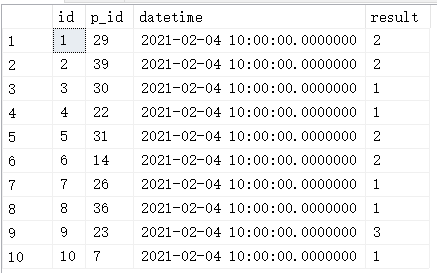 id p_id datetime result
1 1 29 2021-02-04 10:00:00.0000000 2
2 2 39 2021-02-04 10:00:00.0000000 2
3 3 30 2021-02-04 10:00:00.0000000 1
4 4 22 2021-02-04 10:00:00.0000000 1
5 5 31 2021-02-04 10:00:00.0000000 2
6 6 14 2021-02-04 10:00:00.0000000 2
7 7 26 2021-02-04 10:00:00.0000000 1
8 8 36 2021-02-04 10:00:00.0000000 1
9 9 23 2021-02-04 10:00:00.0000000 3
10 10 7 2021-02-04 10:00:00.0000000 1